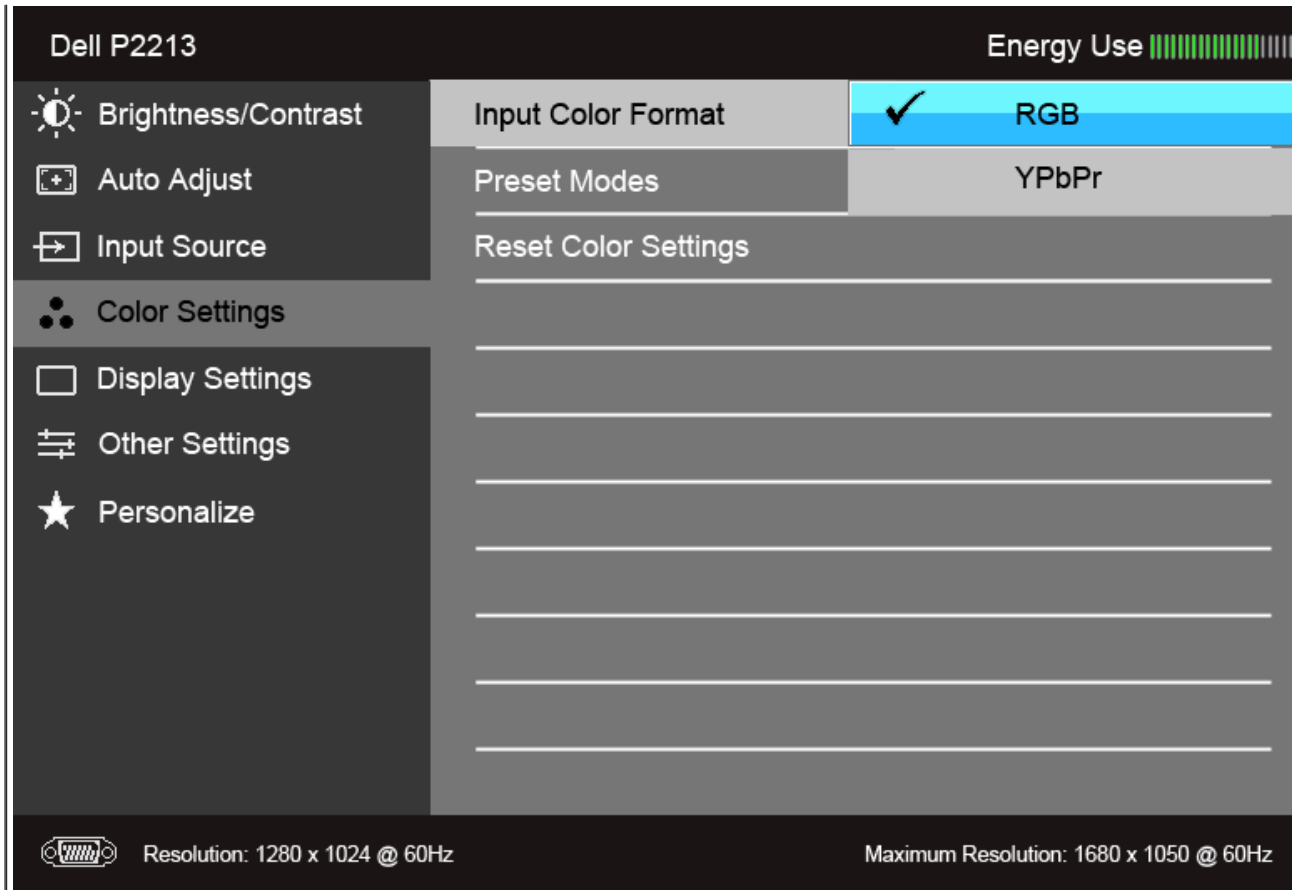 Dell P2213
Energy Use
Brightness/Contrast
Input Color Format
RGB
Auto Adjust
Preset Modes
YPbPr
Input Source
Reset Color Settings
Color Settings
Display Settings
Other Settings
Personalize
Resolution: 1280 x 1024 @ 60Hz
Maximum Resolution: 1680 x 1050 @ 60Hz